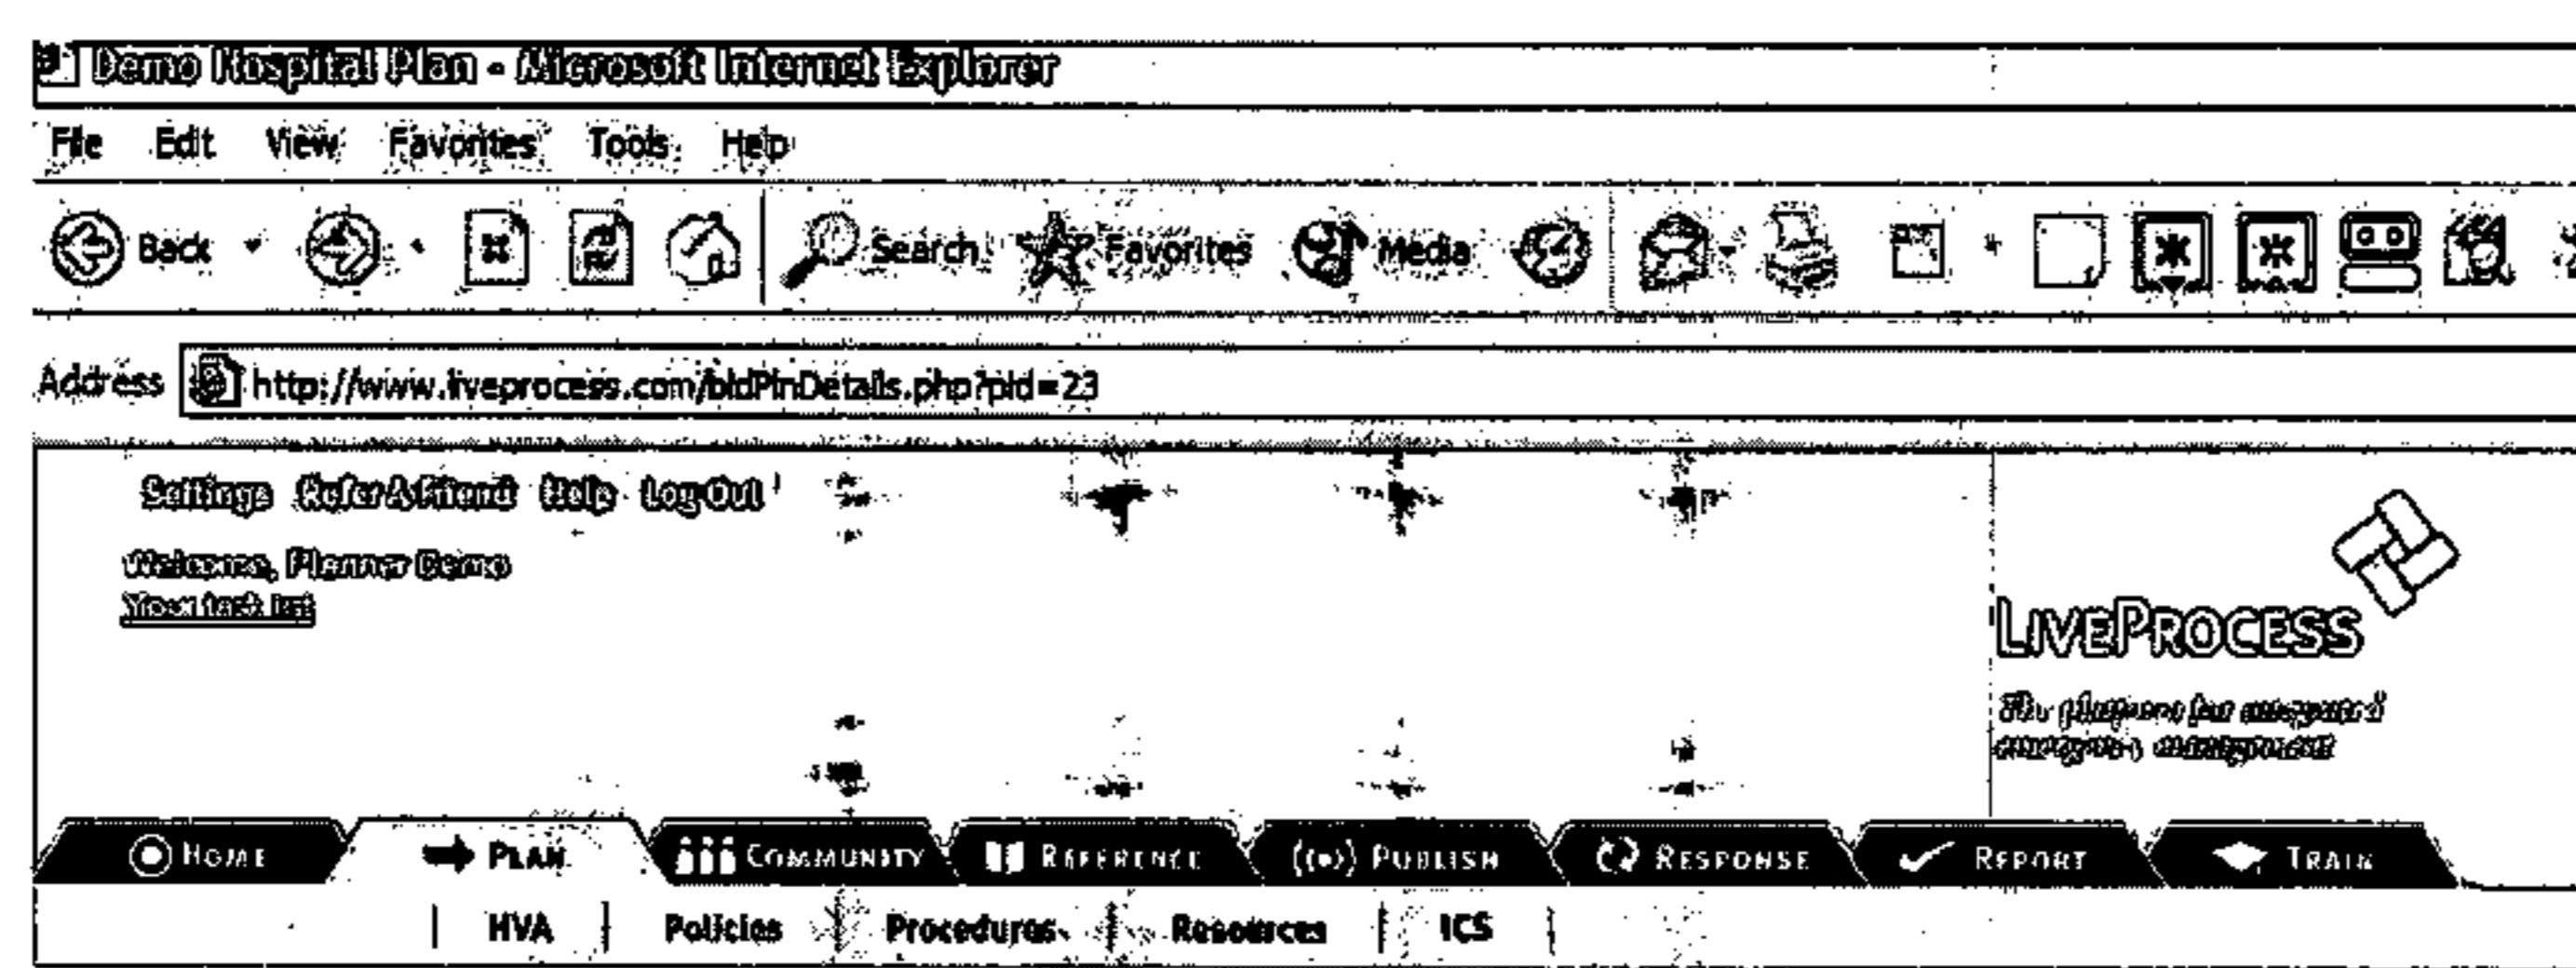 Demo Hospital Plan - Microsoft Internet Explorer
File Edit View Favorites Tools Help
Back Search Favorites Media
Address http://www.liveprocess.com/bldPlnDetails.php?pid=23
Settings Refer A Friend Help Log Out
Welcome, Planner Demo
Your task list
LIVEPROCESS
HOME PLAN COMMUNITY REFERENCE PUBLISH RESPONSE REPORT TRAIN
HVA Policies Procedures Resources ICS